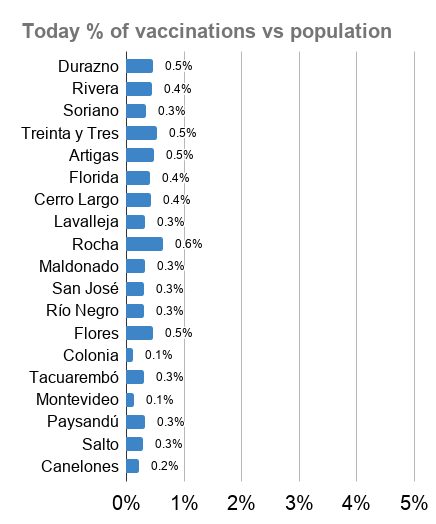 Today % of vaccinations vs population
Durazno 0.5%
Rivera 0.4%
Soriano 0.3%
Treinta y Tres 0.5%
Artigas 0.5%
Florida 0.4%
Cerro Largo 0.4%
Lavalleja 0.3%
Rocha 0.6%
Maldonado 0.3%
San José 0.3%
Río Negro 0.3%
Flores 0.5%
Colonia 0.1%
Tacuarembó 0.3%
Montevideo 0.1%
Paysandú 0.3%
Salto 0.3%
Canelones 0.2%
0% 1% 2% 3% 4% 5%